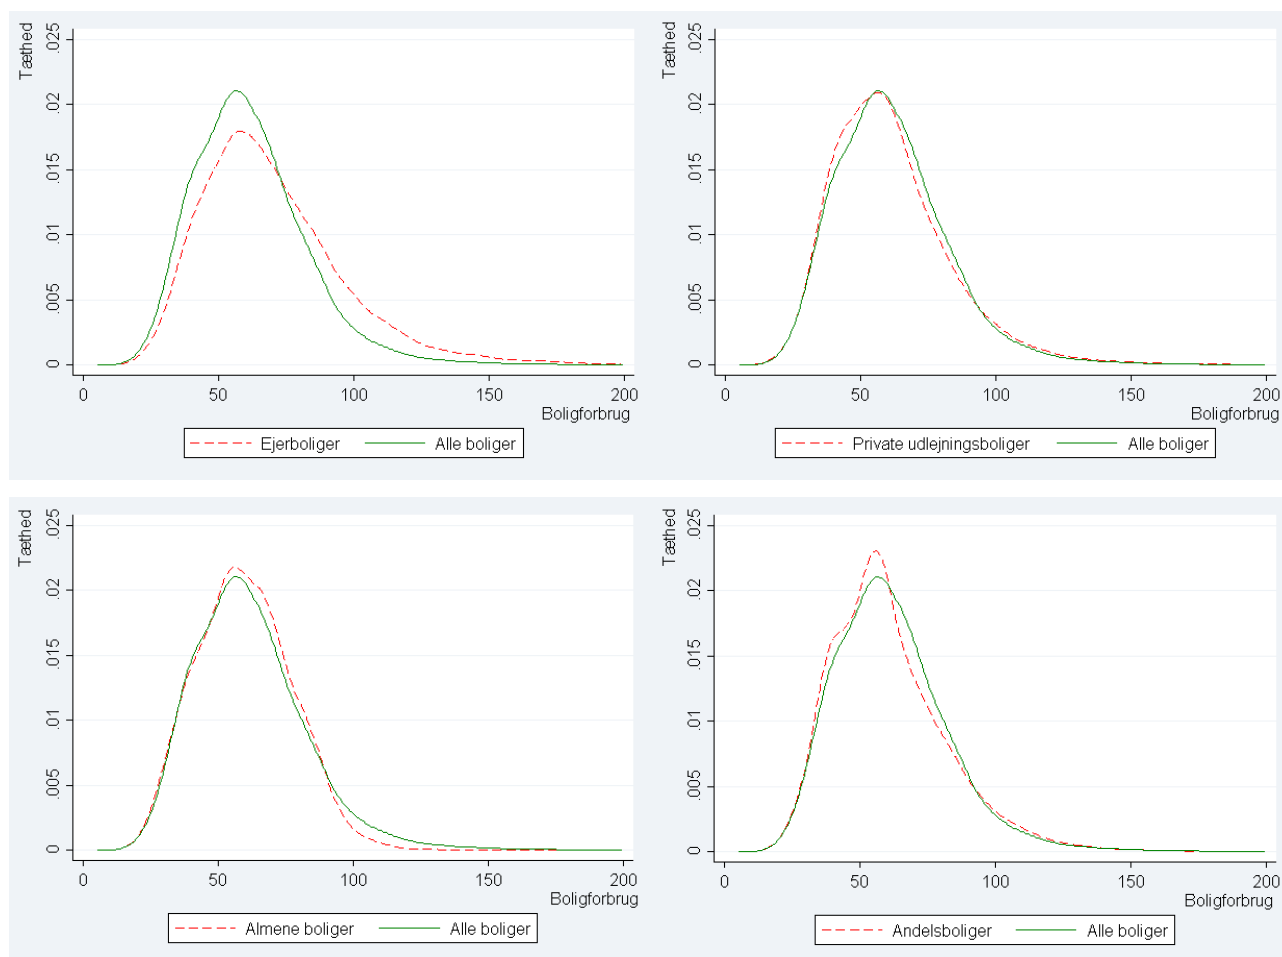 Tæthed
.025
.02
.015
.01
.005
0
0 50 100 150 200
Boligforbrug
Ejerboliger Alle boliger
Tæthed
.025
.02
.015
.01
.005
0
0 50 100 150 200
Boligforbrug
Private udlejningsboliger Alle boliger
Tæthed
.025
.02
.015
.01
.005
0
0 50 100 150 200
Boligforbrug
Almene boliger Alle boliger
Tæthed
.025
.02
.015
.01
.005
0
0 50 100 150 200
Boligforbrug
Andelsboliger Alle boliger